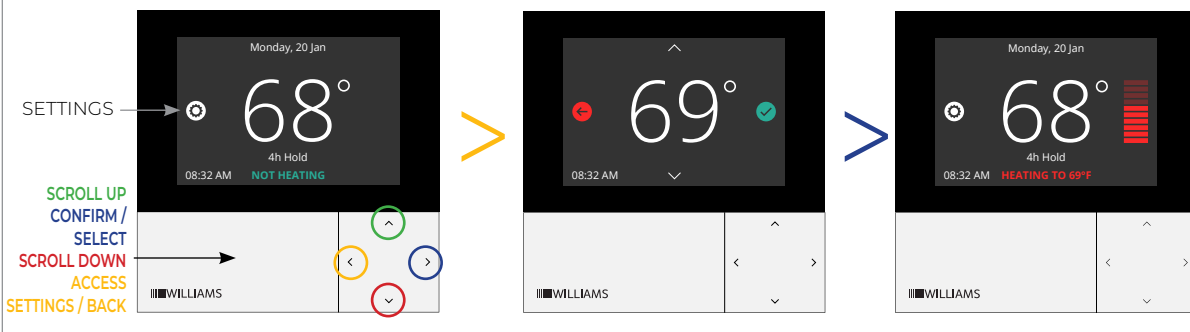 SETTINGS
SCROLL UP
CONFIRM /
SELECT
SCROLL DOWN
ACCESS
SETTINGS / BACK
Monday, 20 Jan
68°
4h Hold
08:32 AM NOT HEATING
WILLIAMS
>
69°
08:32 AM
WILLIAMS
>
Monday, 20 Jan
68°
4h Hold
08:32 AM HEATING TO 69°F
WILLIAMS